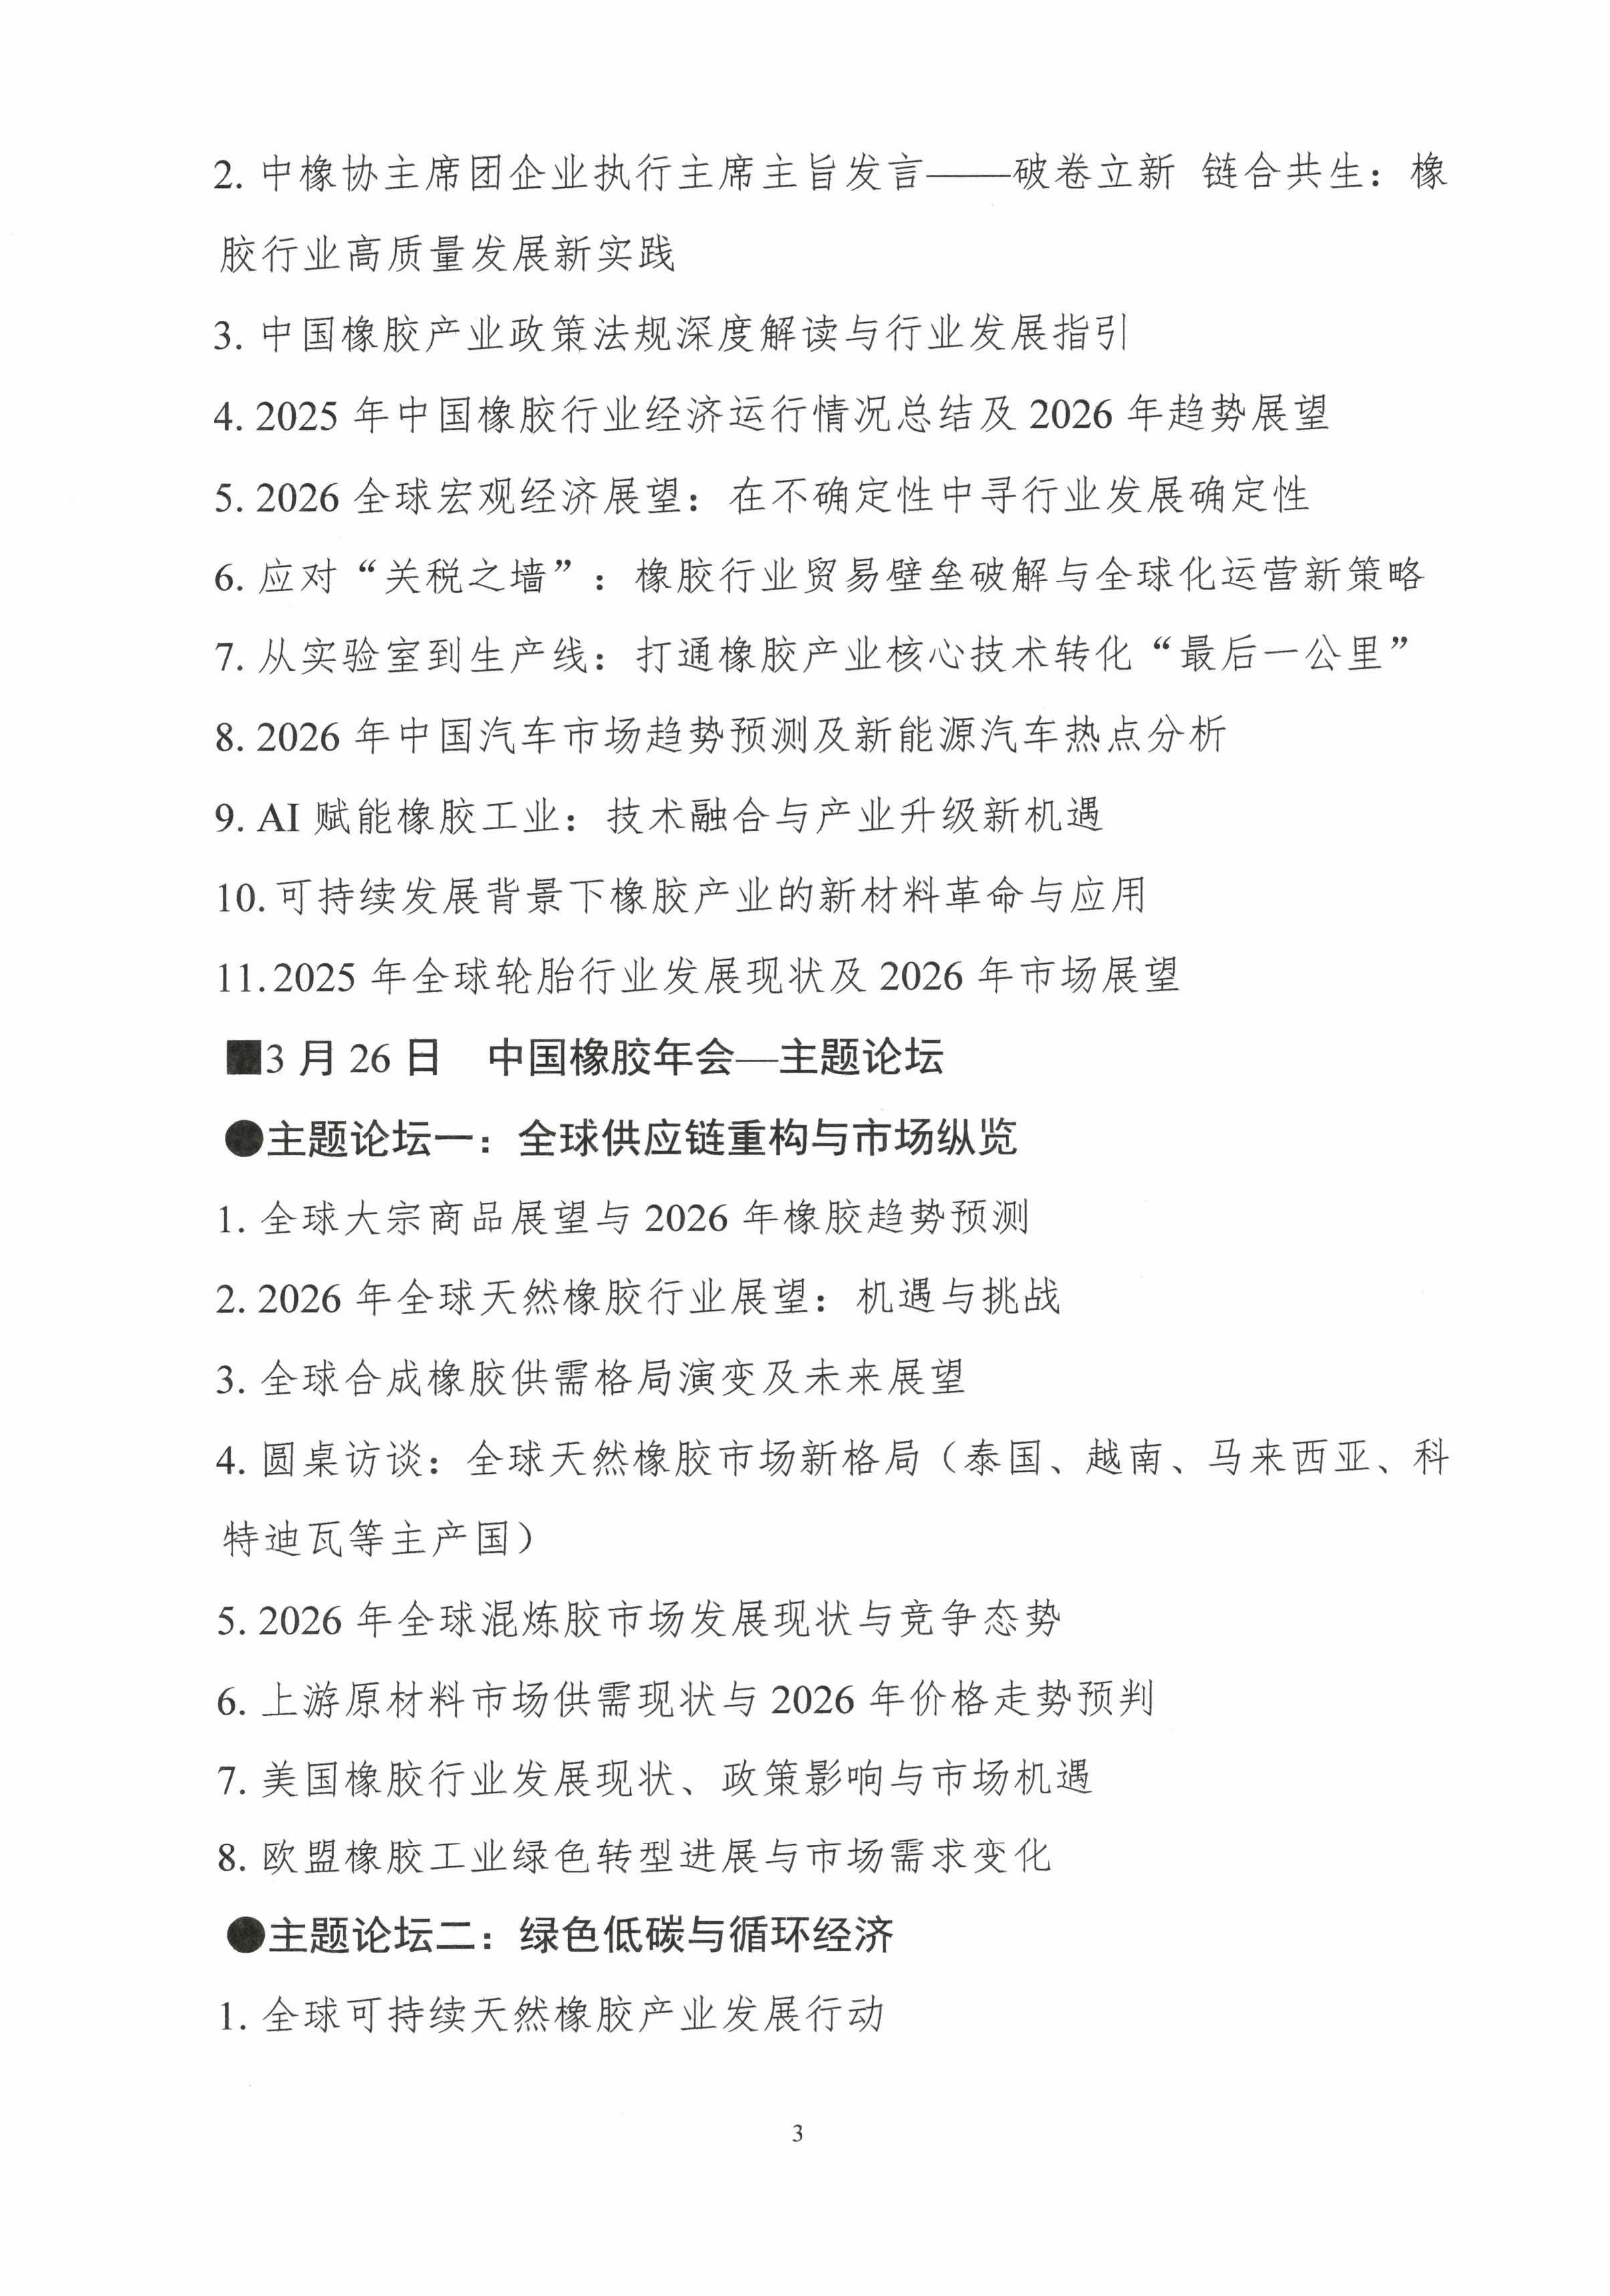 2. 中橡协主席团企业执行主席主旨发言——破卷立新 链合共生：橡
胶行业高质量发展新实践
3. 中国橡胶产业政策法规深度解读与行业发展指引
4. 2025 年中国橡胶行业经济运行情况总结及 2026 年趋势展望
5. 2026 全球宏观经济展望：在不确定性中寻行业发展确定性
6. 应对“关税之墙”：橡胶行业贸易壁垒破解与全球化运营新策略
7. 从实验室到生产线：打通橡胶产业核心技术转化“最后一公里”
8. 2026 年中国汽车市场趋势预测及新能源汽车热点分析
9. AI 赋能橡胶工业：技术融合与产业升级新机遇
10. 可持续发展背景下橡胶产业的新材料革命与应用
11. 2025 年全球轮胎行业发展现状及 2026 年市场展望
■3 月 26 日　中国橡胶年会—主题论坛
●主题论坛一：全球供应链重构与市场纵览
1. 全球大宗商品展望与 2026 年橡胶趋势预测
2. 2026 年全球天然橡胶行业展望：机遇与挑战
3. 全球合成橡胶供需格局演变及未来展望
4. 圆桌访谈：全球天然橡胶市场新格局（泰国、越南、马来西亚、科
特迪瓦等主产国）
5. 2026 年全球混炼胶市场发展现状与竞争态势
6. 上游原材料市场供需现状与 2026 年价格走势预判
7. 美国橡胶行业发展现状、政策影响与市场机遇
8. 欧盟橡胶工业绿色转型进展与市场需求变化
●主题论坛二：绿色低碳与循环经济
1. 全球可持续天然橡胶产业发展行动
3